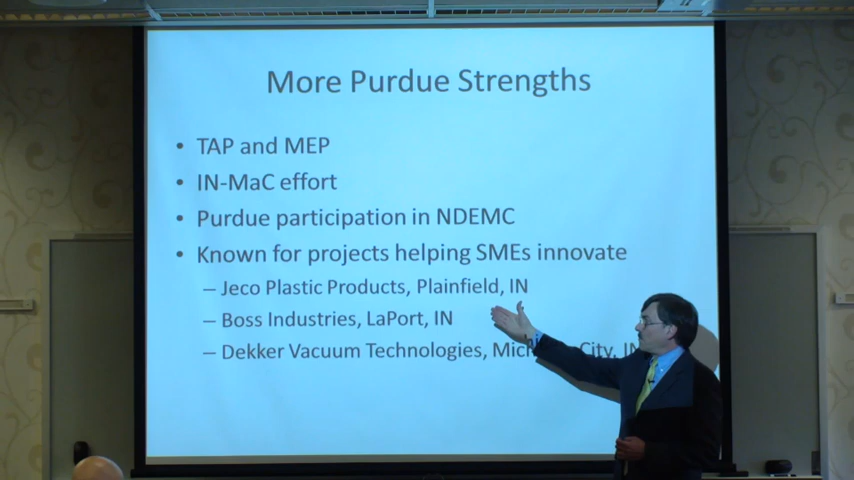 More Purdue Strengths
• TAP and MEP
• IN-MaC effort
• Purdue participation in NDEMC
• Known for projects helping SMEs innovate
– Jeco Plastic Products, Plainfield, IN
– Boss Industries, LaPort, IN
– Dekker Vacuum Technologies, City, IN